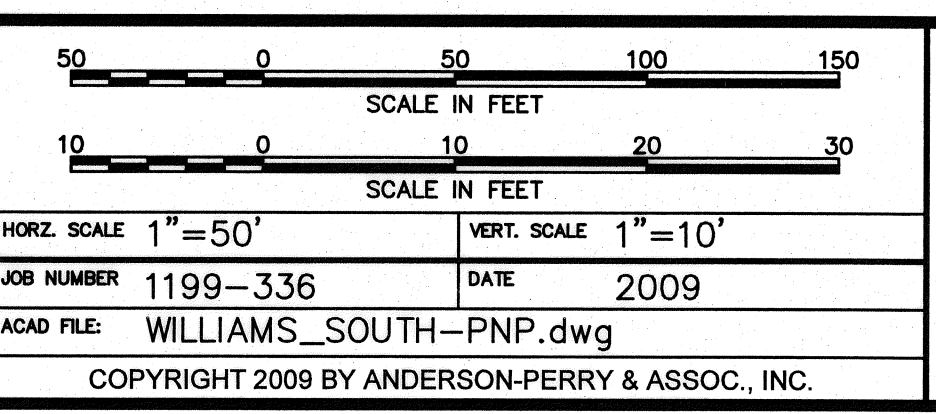 50 0 50 100 150
SCALE IN FEET
10 0 10 20 30
SCALE IN FEET
HORZ. SCALE 1"=50' VERT. SCALE 1"=10'
JOB NUMBER 1199-336 DATE 2009
ACAD FILE: WILLIAMS_SOUTH-PNP.dwg
COPYRIGHT 2009 BY ANDERSON-PERRY & ASSOC., INC.